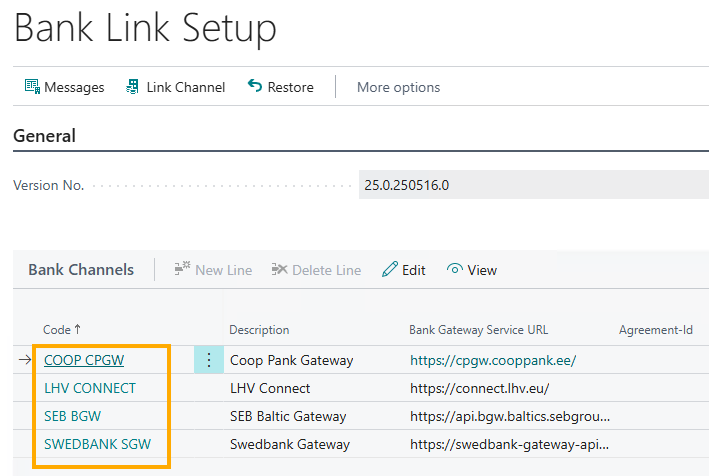 Bank Link Setup
Messages Link Channel Restore More options
General
Version No. 25.0.250516.0
Bank Channels New Line Delete Line Edit View
Code ↑ Description Bank Gateway Service URL Agreement-Id
COOP CPGW Coop Pank Gateway https://cpgw.cooppank.ee/
LHV CONNECT LHV Connect https://connect.lhv.eu/
SEB BGW SEB Baltic Gateway https://api.bgw.baltics.sebgrou...
SWEDBANK SGW Swedbank Gateway https://swedbank-gateway-api...